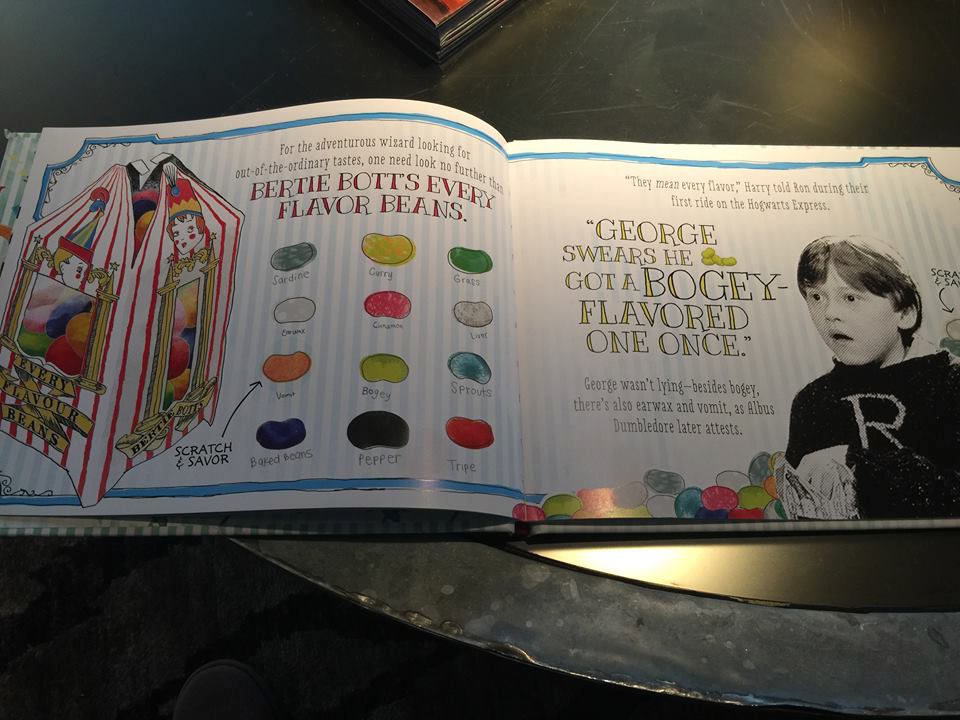 For the adventurous wizard looking for
out-of-the-ordinary tastes, one need look no further than
BERTIE BOTT'S EVERY
FLAVOR BEANS.
Sardine
Curry
Grass
Earwax
Cinnamon
Liver
Vomit
Bogey
Sprouts
Baked Beans
Pepper
Tripe
SCRATCH
& SAVOR
EVERY
FLAVOUR
BEANS
BERTIE BOTT'S
"They mean every flavor," Harry told Ron during their
first ride on the Hogwarts Express.
"GEORGE
SWEARS HE
GOT A BOGEY-
FLAVORED
ONE ONCE."
George wasn't lying—besides bogey,
there's also earwax and vomit, as Albus
Dumbledore later attests.
R